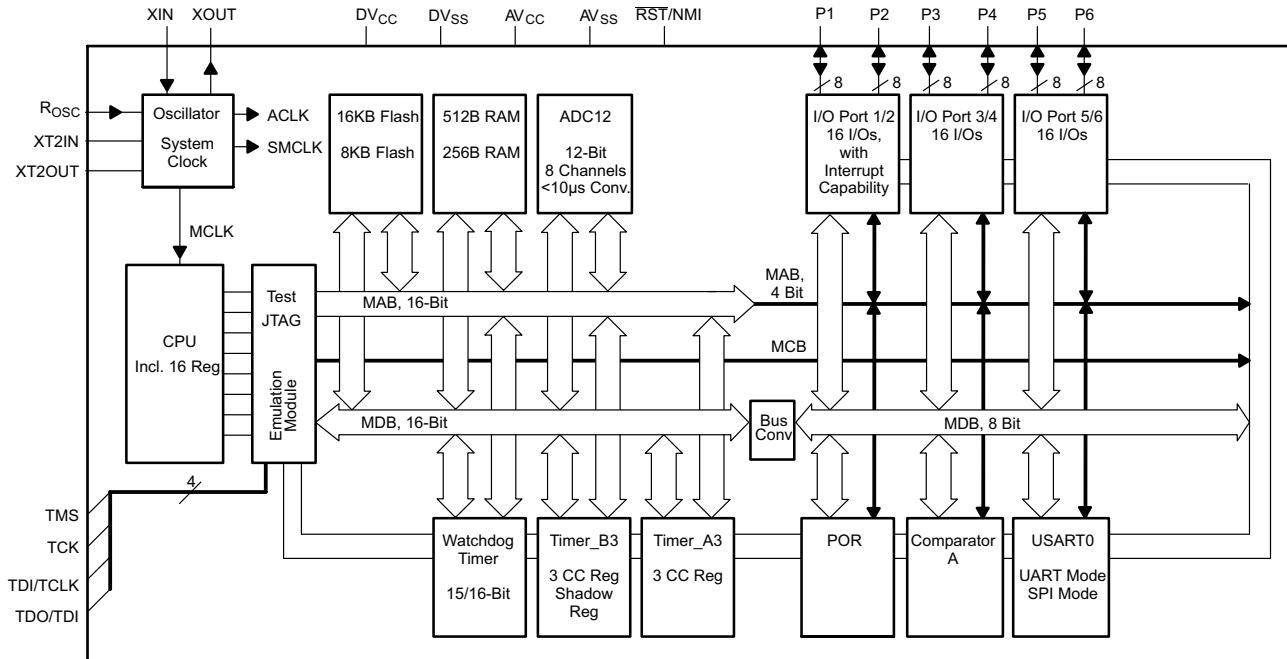 XIN
XOUT
DVCC
DVSS
AVCC
AVSS
RST/NMI
P1
P2
P3
P4
P5
P6
8
8
8
8
8
8
ROSC
XT2IN
XT2OUT
Oscillator
System
Clock
ACLK
SMCLK
16KB Flash
8KB Flash
512B RAM
256B RAM
ADC12
12-Bit
8 Channels
<10μs Conv.
I/O Port 1/2
16 I/Os,
with
Interrupt
Capability
I/O Port 3/4
16 I/Os
I/O Port 5/6
16 I/Os
MCLK
CPU
Incl. 16 Reg.
Test
JTAG
Emulation
Module
MAB, 16-Bit
MAB,
4 Bit
MCB
MDB, 16-Bit
Bus
Conv
MDB, 8 Bit
4
TMS
TCK
TDI/TCLK
TDO/TDI
Watchdog
Timer
15/16-Bit
Timer_B3
3 CC Reg
Shadow
Reg
Timer_A3
3 CC Reg
POR
Comparator
A
USART0
UART Mode
SPI Mode